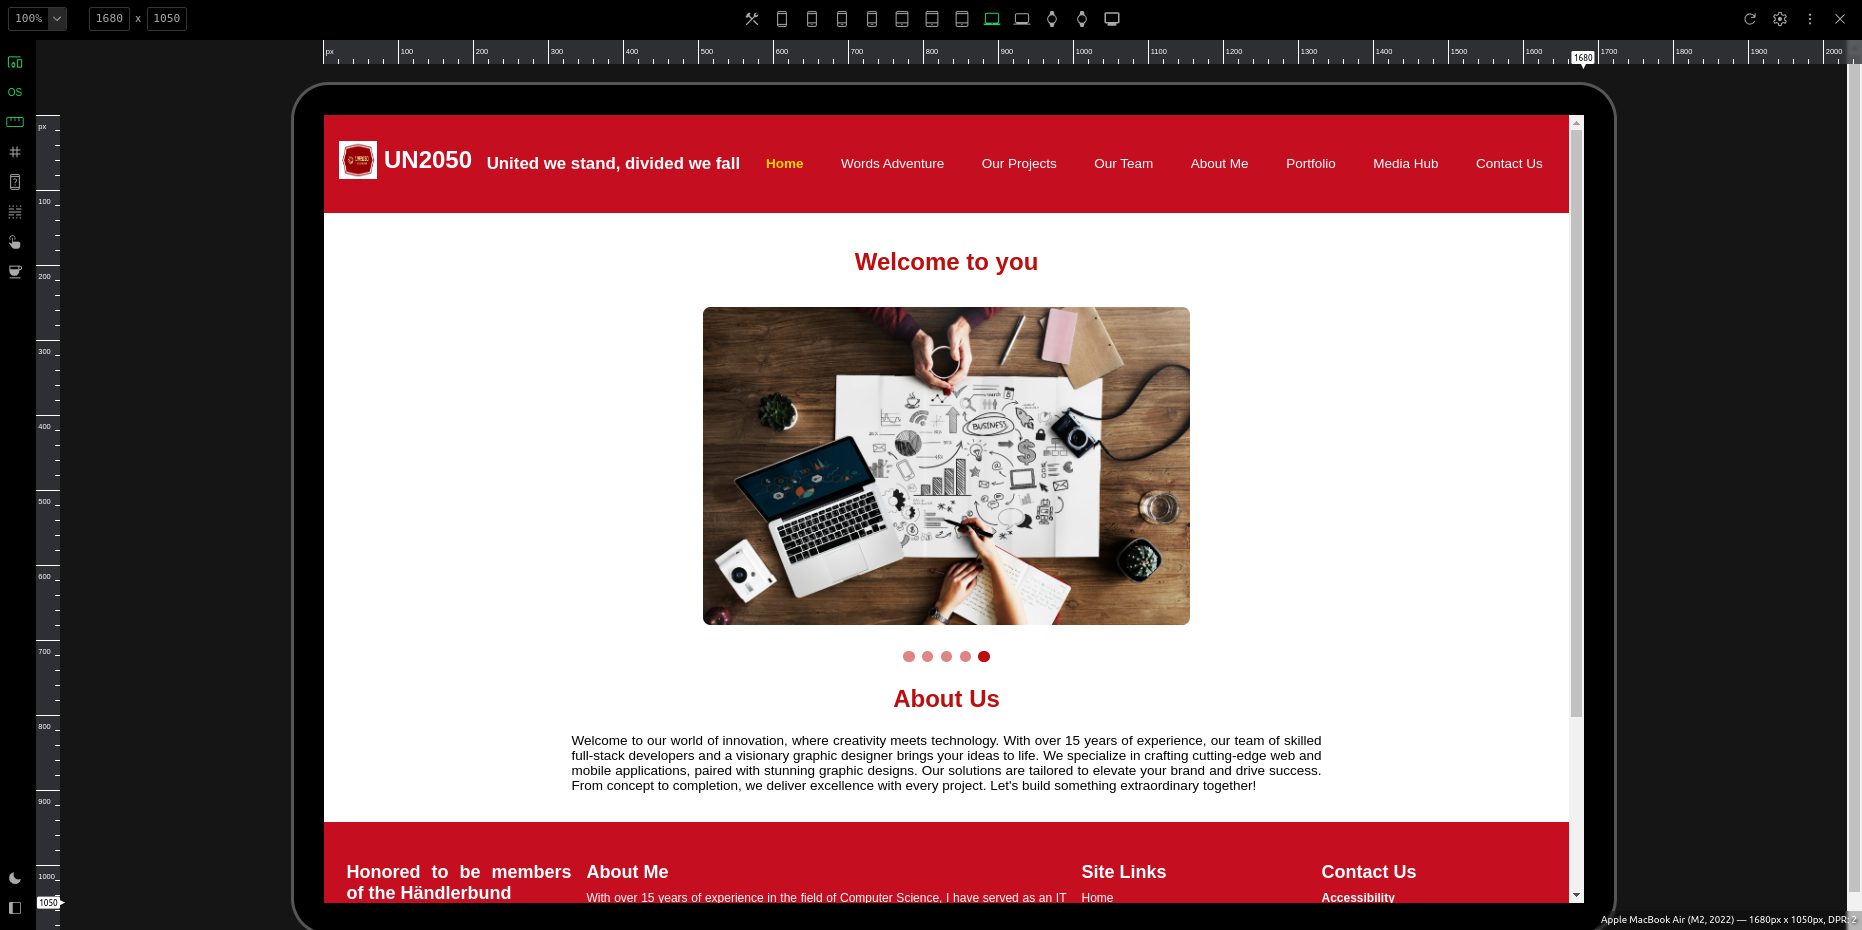 100%
1680 x 1050
px 100 200 300 400 500 600 700 800 900 1000 1100 1200 1300 1400 1500 1600 1700 1800 1900 2000
1680
OS
px
100
200
300
400
500
600
700
800
900
1000
1050
UN2050 United we stand, divided we fall Home Words Adventure Our Projects Our Team About Me Portfolio Media Hub Contact Us
Welcome to you
BUSINESS
About Us
Welcome to our world of innovation, where creativity meets technology. With over 15 years of experience, our team of skilled
full-stack developers and a visionary graphic designer brings your ideas to life. We specialize in crafting cutting-edge web and
mobile applications, paired with stunning graphic designs. Our solutions are tailored to elevate your brand and drive success.
From concept to completion, we deliver excellence with every project. Let's build something extraordinary together!
Honored to be members
of the Händlerbund
About Me
With over 15 years of experience in the field of Computer Science, I have served as an IT
Site Links
Home
Contact Us
Accessibility
Apple MacBook Air (M2, 2022) — 1680px x 1050px, DPR: 2